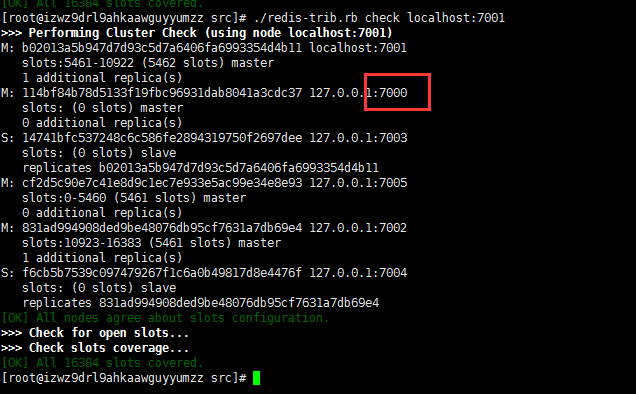 [OK] All 16384 slots covered.
[root@izwz9drl9ahkaawguyyumzz src]# ./redis-trib.rb check localhost:7001
>>> Performing Cluster Check (using node localhost:7001)
M: b02013a5b947d7d93c5d7a6406fa6993354d4b11 localhost:7001
   slots:5461-10922 (5462 slots) master
   1 additional replica(s)
M: 114bf84b78d5133f19fbc96931dab8041a3cdc37 127.0.0.1:7000
   slots: (0 slots) master
   0 additional replica(s)
S: 14741bfc537248c6c586fe2894319750f2697dee 127.0.0.1:7003
   slots: (0 slots) slave
   replicates b02013a5b947d7d93c5d7a6406fa6993354d4b11
M: cf2d5c90e7c41e8d9c1ec7e933e5ac99e34e8e93 127.0.0.1:7005
   slots:0-5460 (5461 slots) master
   0 additional replica(s)
M: 831ad994908ded9be48076db95cf7631a7db69e4 127.0.0.1:7002
   slots:10923-16383 (5461 slots) master
   1 additional replica(s)
S: f6cb5b7539c097479267f1c6a0b49817d8e4476f 127.0.0.1:7004
   slots: (0 slots) slave
   replicates 831ad994908ded9be48076db95cf7631a7db69e4
[OK] All nodes agree about slots configuration.
>>> Check for open slots...
>>> Check slots coverage...
[OK] All 16384 slots covered.
[root@izwz9drl9ahkaawguyyumzz src]#